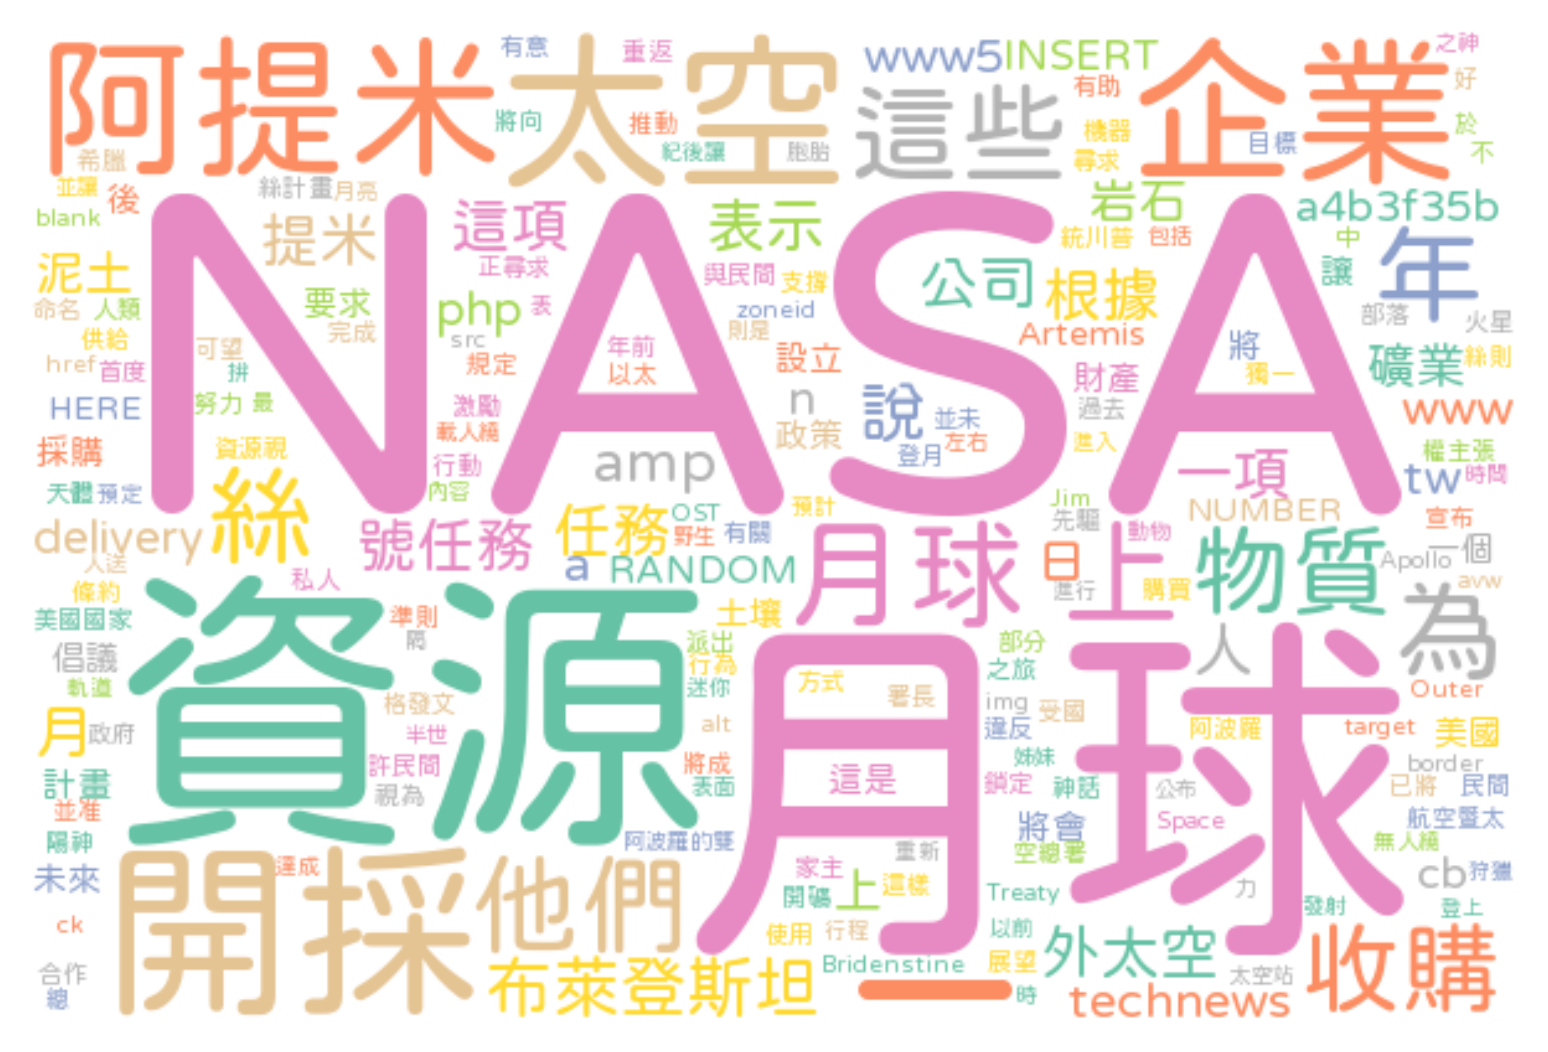 阿提米 太空 這些 企業
有意 重返 www5 INSERT 之神
有助 好
將向 推動 紀後讓 胞胎 機器 尋求 目標 於 不
希臘
並讓 後 絲計畫 月亮 岩石 a4b3f35b
blank 提米 這項 表示 統川普 包括 中 年
泥土 正尋求 與民間 支撐 公司 根據 讓
NASA
命名 人類 要求 php 表 zoneid Artemis 部落 火星
供給 完成 src 則是 將
href 首度 可望 拼 規定 年前 以太 設立 財產 獨一 礦業 絲則
HERE 努力 最 激勵 n 說 並未 過去 www
採購 資源視 載人繞 政策 登月 左右 進入 權主張
天體 預定 行動 內容 amp 一項 tw 時間
delivery 絲 號任務 任務 OST 野生 有關 預計 Jim 先驅 NUMBER 宣布
人送 月球 日 上 動物 物質 Apollo 一個
條約 私人 a RANDOM 進行 購買 avw
美國國家 準則 土壤 為
倡議 隔 派出 行為 部分 人
軌道 資源 迷你 方式 署長 之旅 Outer
月 政府 格發文 alt img 違反 受國 阿波羅 target 美國
半世 月球
計畫 許民間 將成 表面 這是 姊妹 鎖定 神話 公布 border 已將 民間
並准 視為 將會 Space 航空暨太
陽神 阿波羅的雙 重新 空總署 無人繞
未來 達成 家主 這樣 cb 狩獵
開採 他們 開礦 上 Treaty 力 發射 登上
ck 使用 行程 以前 外太空 收購
合作 布萊登斯坦 Bridenstine 展望 太空站
總 一 時 technews